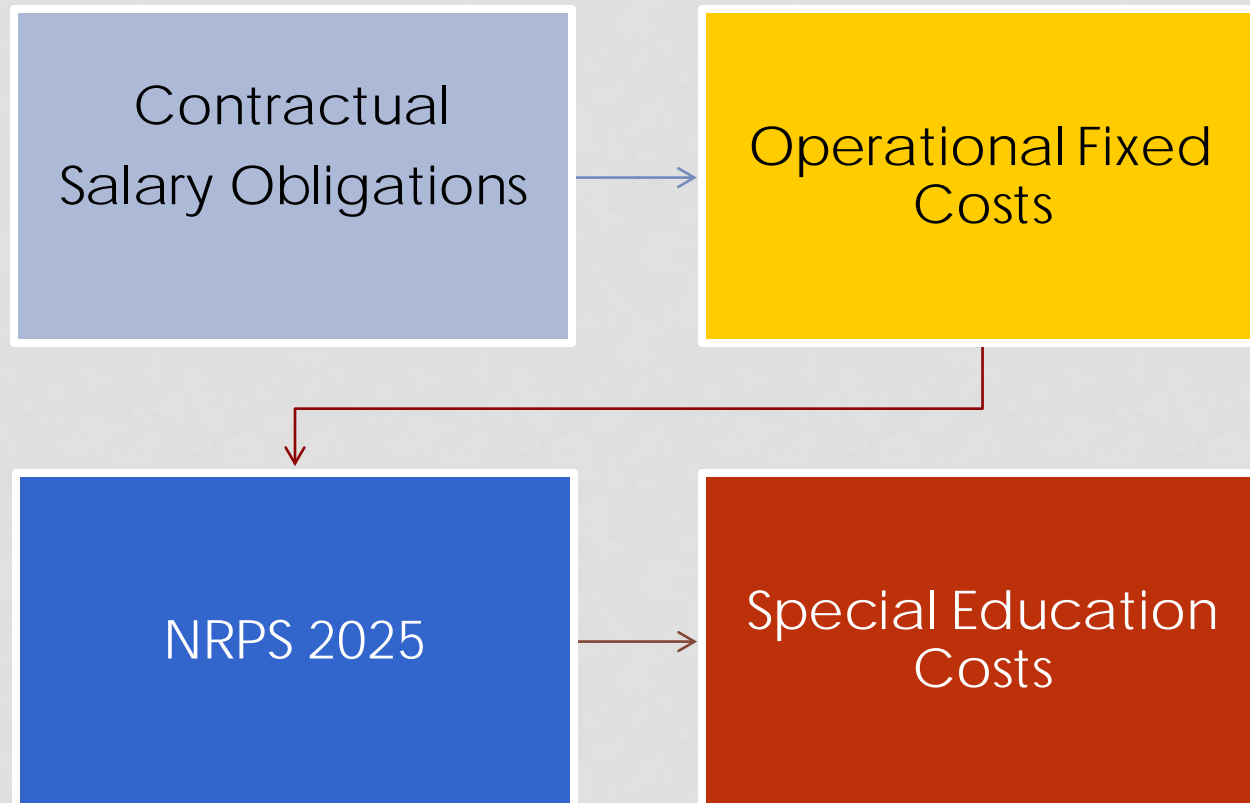 Contractual
Salary Obligations
Operational Fixed
Costs
NRPS 2025
Special Education
Costs